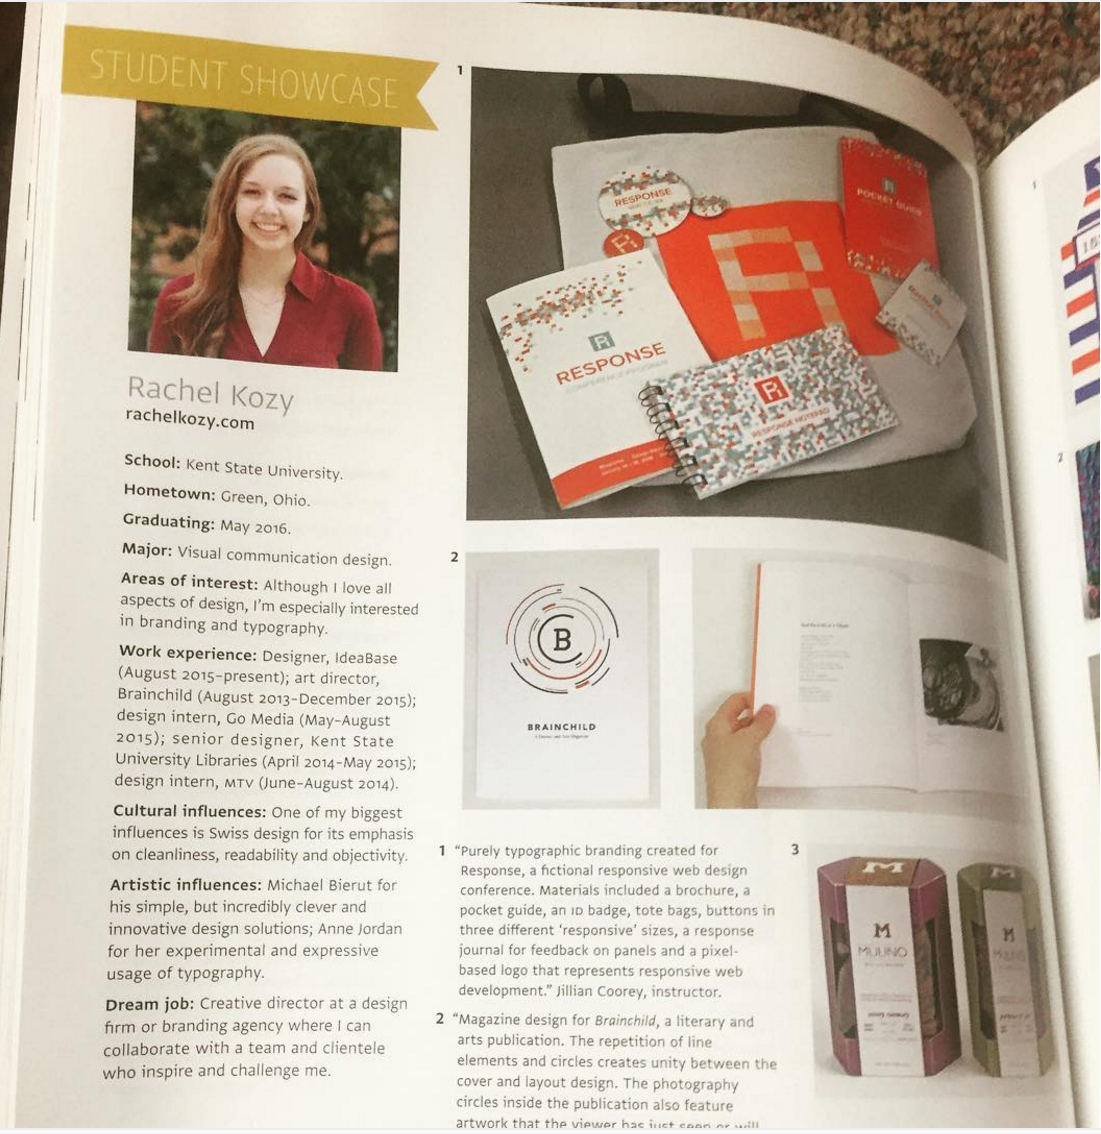 STUDENT SHOWCASE
Rachel Kozy
rachelkozy.com
School: Kent State University.
Hometown: Green, Ohio.
Graduating: May 2016.
Major: Visual communication design.
Areas of interest: Although I love all
aspects of design, I'm especially interested
in branding and typography.
Work experience: Designer, IdeaBase
(August 2015–present); art director,
Brainchild (August 2013–December 2015);
design intern, Go Media (May–August
2015); senior designer, Kent State
University Libraries (April 2014–May 2015);
design intern, MTV (June–August 2014).
Cultural influences: One of my biggest
influences is Swiss design for its emphasis
on cleanliness, readability and objectivity.
Artistic influences: Michael Bierut for
his simple, but incredibly clever and
innovative design solutions; Anne Jordan
for her experimental and expressive
usage of typography.
Dream job: Creative director at a design
firm or branding agency where I can
collaborate with a team and clientele
who inspire and challenge me.
1
RESPONSE
R
POCKET GUIDE
R
R
RESPONSE
CONFERENCE PROGRAM
R
RESPONSE NOTEPAD
2
B
BRAINCHILD
1 “Purely typographic branding created for
Response, a fictional responsive web design
conference. Materials included a brochure, a
pocket guide, an ID badge, tote bags, buttons in
three different ‘responsive’ sizes, a response
journal for feedback on panels and a pixel-
based logo that represents responsive web
development.” Jillian Coorey, instructor.
2 “Magazine design for Brainchild, a literary and
arts publication. The repetition of line
elements and circles creates unity between the
cover and layout design. The photography
circles inside the publication also feature
artwork that the viewer has just seen or will
3
M
M
MULINO
M
M
MULINO
1
2